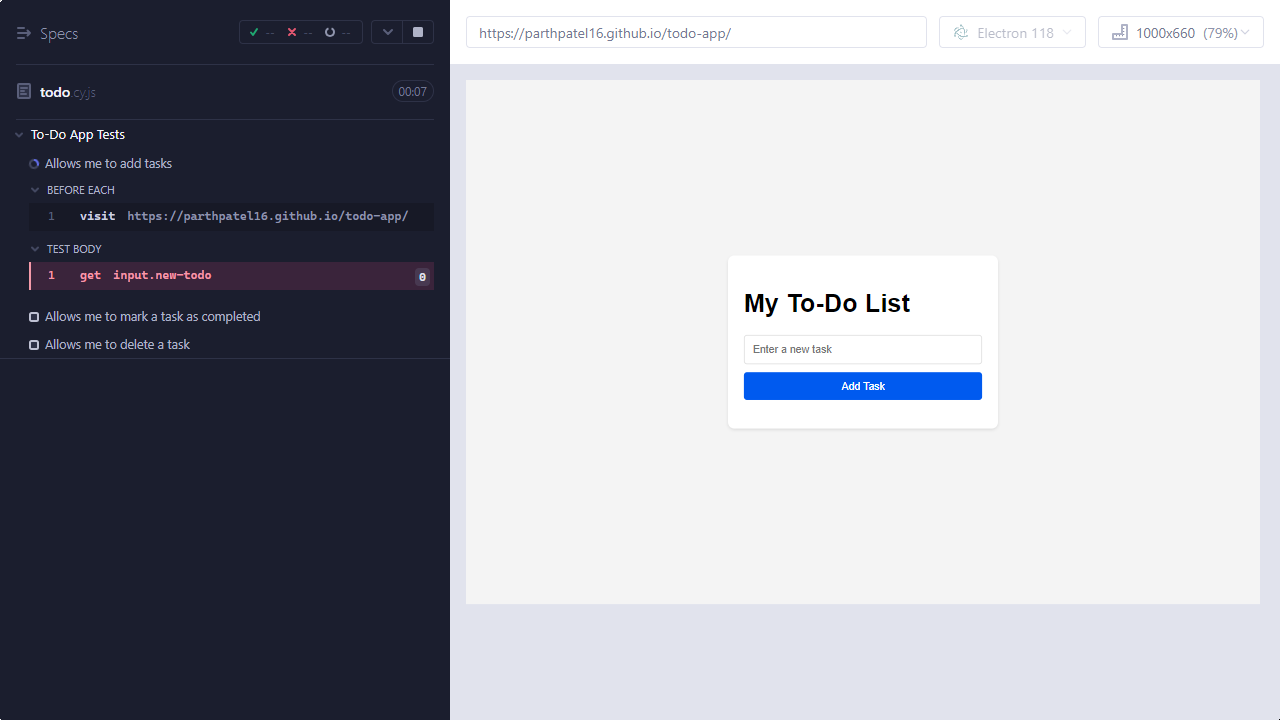 Specs
-- -- --
todo.cy.js
00:07
To-Do App Tests
Allows me to add tasks
BEFORE EACH
1 visit https://parthpatel16.github.io/todo-app/
TEST BODY
1 get input.new-todo 0
Allows me to mark a task as completed
Allows me to delete a task
https://parthpatel16.github.io/todo-app/
Electron 118
1000x660 (79%)
My To-Do List
Enter a new task
Add Task